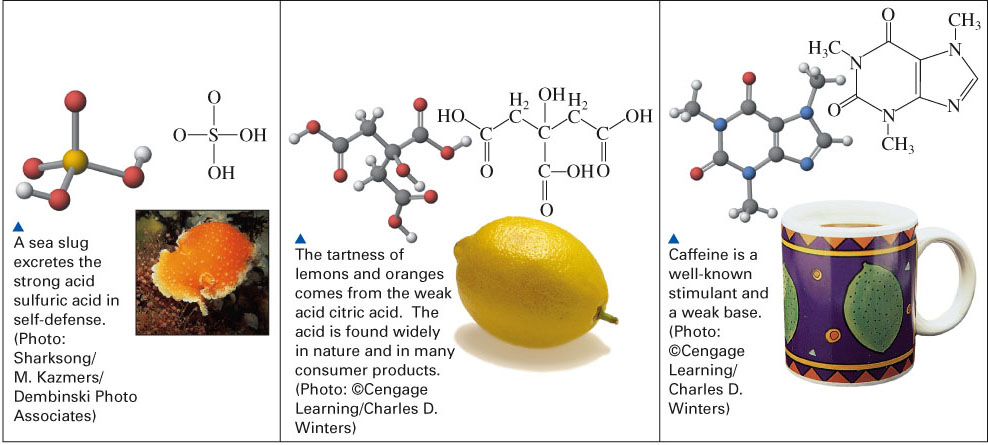 O
O—S—OH
OH
▲
A sea slug
excretes the
strong acid
sulfuric acid in
self-defense.
(Photo:
Sharksong/
M. Kazmers/
Dembinski Photo
Associates)
H₂ OH H₂
HO C C OH
C C C
O C—OH O
O
▲
The tartness of
lemons and oranges
comes from the weak
acid citric acid. The
acid is found widely
in nature and in many
consumer products.
(Photo: ©Cengage
Learning/Charles D.
Winters)
O CH₃
H₃C N
N
O N N
CH₃
▲
Caffeine is a
well-known
stimulant and
a weak base.
(Photo:
©Cengage
Learning/
Charles D.
Winters)